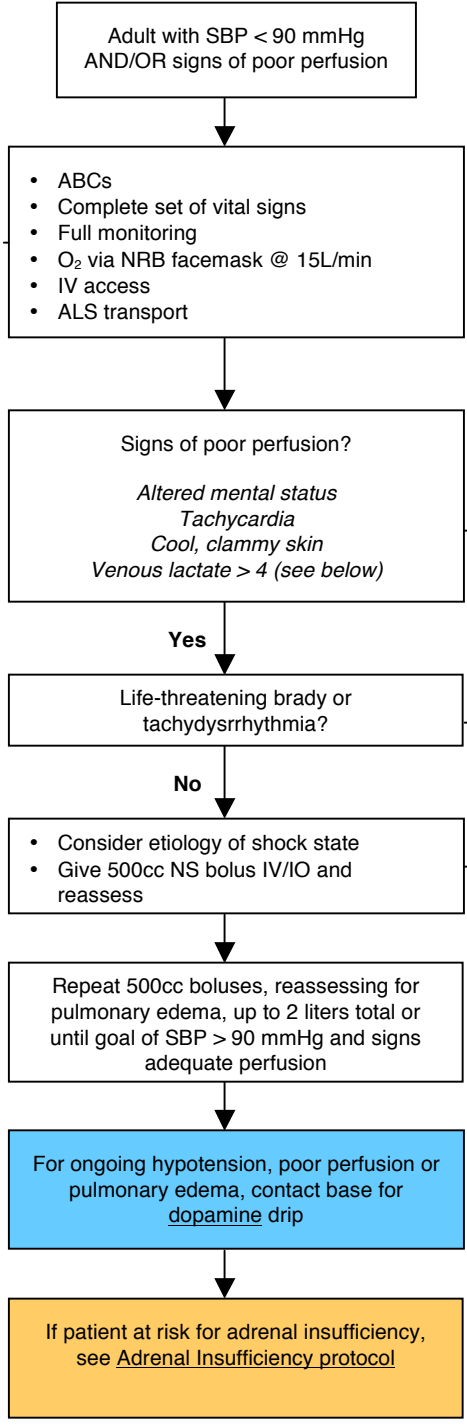 Adult with SBP < 90 mmHg
AND/OR signs of poor perfusion
• ABCs
• Complete set of vital signs
• Full monitoring
• O₂ via NRB facemask @ 15L/min
• IV access
• ALS transport
Signs of poor perfusion?
Altered mental status
Tachycardia
Cool, clammy skin
Venous lactate > 4 (see below)
Yes
Life-threatening brady or
tachydysrrhythmia?
No
• Consider etiology of shock state
• Give 500cc NS bolus IV/IO and
reassess
Repeat 500cc boluses, reassessing for
pulmonary edema, up to 2 liters total or
until goal of SBP > 90 mmHg and signs
adequate perfusion
For ongoing hypotension, poor perfusion or
pulmonary edema, contact base for
dopamine drip
If patient at risk for adrenal insufficiency,
see Adrenal Insufficiency protocol